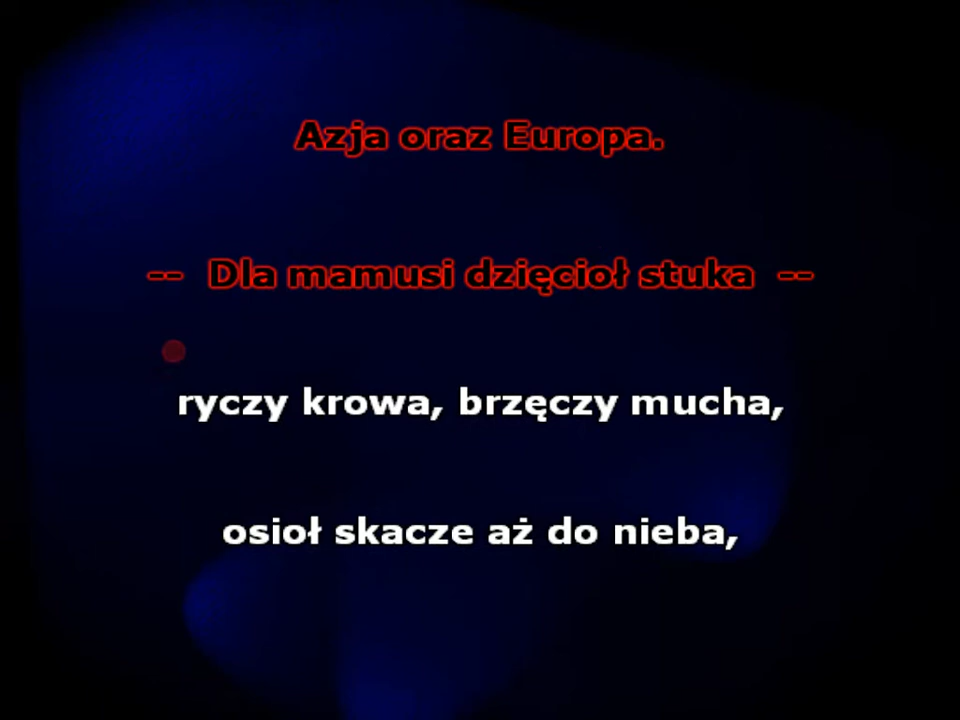 Azja oraz Europa.
-- Dla mamusi dzięcioł stuka --
ryczy krowa, brzęczy mucha,
osioł skacze aż do nieba,